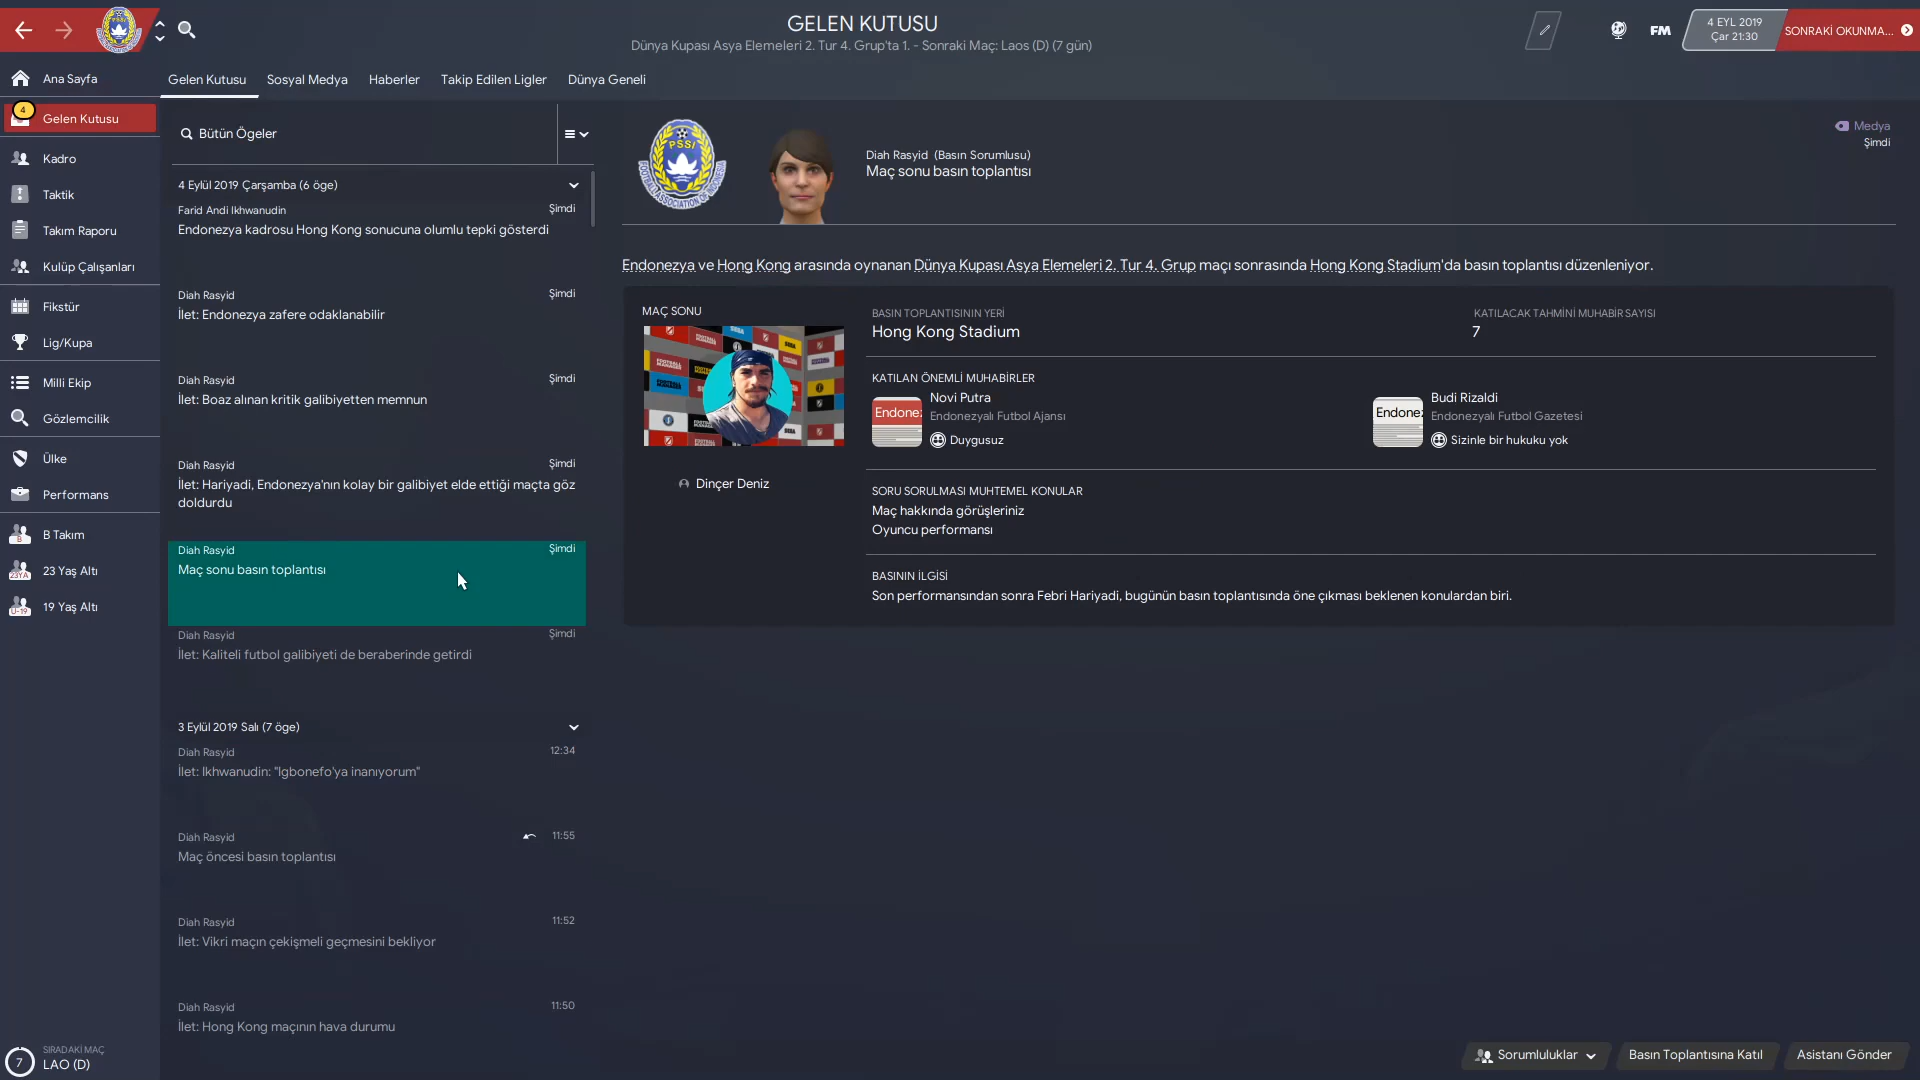 GELEN KUTUSU
Dünya Kupası Asya Elemeleri 2. Tur 4. Grup'ta 1. - Sonraki Maç: Laos (D) (7 gün)
FM
4 EYL 2019
Çar 21:30
SONRAKİ OKUNMA...
Ana Sayfa
4
Gelen Kutusu
Kadro
Taktik
Takım Raporu
Kulüp Çalışanları
Fikstür
Lig/Kupa
Milli Ekip
Gözlemcilik
Ülke
Performans
B
B Takım
23YA
23 Yaş Altı
U-19
19 Yaş Altı
7
SIRADAKİ MAÇ
LAO (D)
Gelen Kutusu
Sosyal Medya
Haberler
Takip Edilen Ligler
Dünya Geneli
Bütün Ögeler
4 Eylül 2019 Çarşamba (6 öge)
Farid Andi Ikhwanudin
Şimdi
Endonezya kadrosu Hong Kong sonucuna olumlu tepki gösterdi
Diah Rasyid
Şimdi
İlet: Endonezya zafere odaklanabilir
Diah Rasyid
Şimdi
İlet: Boaz alınan kritik galibiyetten memnun
Diah Rasyid
Şimdi
İlet: Hariyadi, Endonezya'nın kolay bir galibiyet elde ettiği maçta göz
doldurdu
Diah Rasyid
Şimdi
Maç sonu basın toplantısı
Diah Rasyid
Şimdi
İlet: Kaliteli futbol galibiyeti de beraberinde getirdi
3 Eylül 2019 Salı (7 öge)
Diah Rasyid
12:34
İlet: Ikhwanudin: "Igbonefo'ya inanıyorum"
Diah Rasyid
11:55
Maç öncesi basın toplantısı
Diah Rasyid
11:52
İlet: Vikri maçın çekişmeli geçmesini bekliyor
Diah Rasyid
11:50
İlet: Hong Kong maçının hava durumu
PSSI
FOOTBALL ASSOCIATION OF INDONESIA
Diah Rasyid (Basın Sorumlusu)
Maç sonu basın toplantısı
Medya
Şimdi
Endonezya ve Hong Kong arasında oynanan Dünya Kupası Asya Elemeleri 2. Tur 4. Grup maçı sonrasında Hong Kong Stadium'da basın toplantısı düzenleniyor.
MAÇ SONU
Dinçer Deniz
BASIN TOPLANTISININ YERİ
Hong Kong Stadium
KATILACAK TAHMİNİ MUHABİR SAYISI
7
KATILAN ÖNEMLİ MUHABİRLER
Endone
Novi Putra
Endonezyalı Futbol Ajansı
Duygusuz
Endone
Budi Rizaldi
Endonezyalı Futbol Gazetesi
Sizinle bir hukuku yok
SORU SORULMASI MUHTEMEL KONULAR
Maç hakkında görüşleriniz
Oyuncu performansı
BASININ İLGİSİ
Son performansından sonra Febri Hariyadi, bugünün basın toplantısında öne çıkması beklenen konulardan biri.
Sorumluluklar
Basın Toplantısına Katıl
Asistanı Gönder